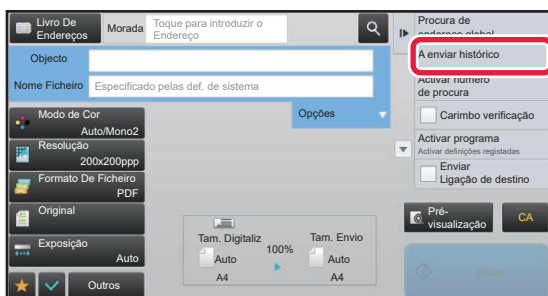 Livro De
Endereços
Morada
Toque para introduzir o
Endereço
Objecto
Nome Ficheiro
Especificado pelas def. de sistema
Modo de
Cor
Auto/Mono2
Resolução
200x200ppp
Formato De Ficheiro
PDF
Original
Exposição
Auto
Outros
Opções
Tam. Digitaliz
100%
Tam. Envio
Auto
Auto
A4
A4
Procura de
endereço global
A enviar histórico
Activar número
de procura
Carimbo verificação
Activar programa
Activar definições registadas
Enviar
Ligação de destino
Pré-
visualização
CA
Iniciar